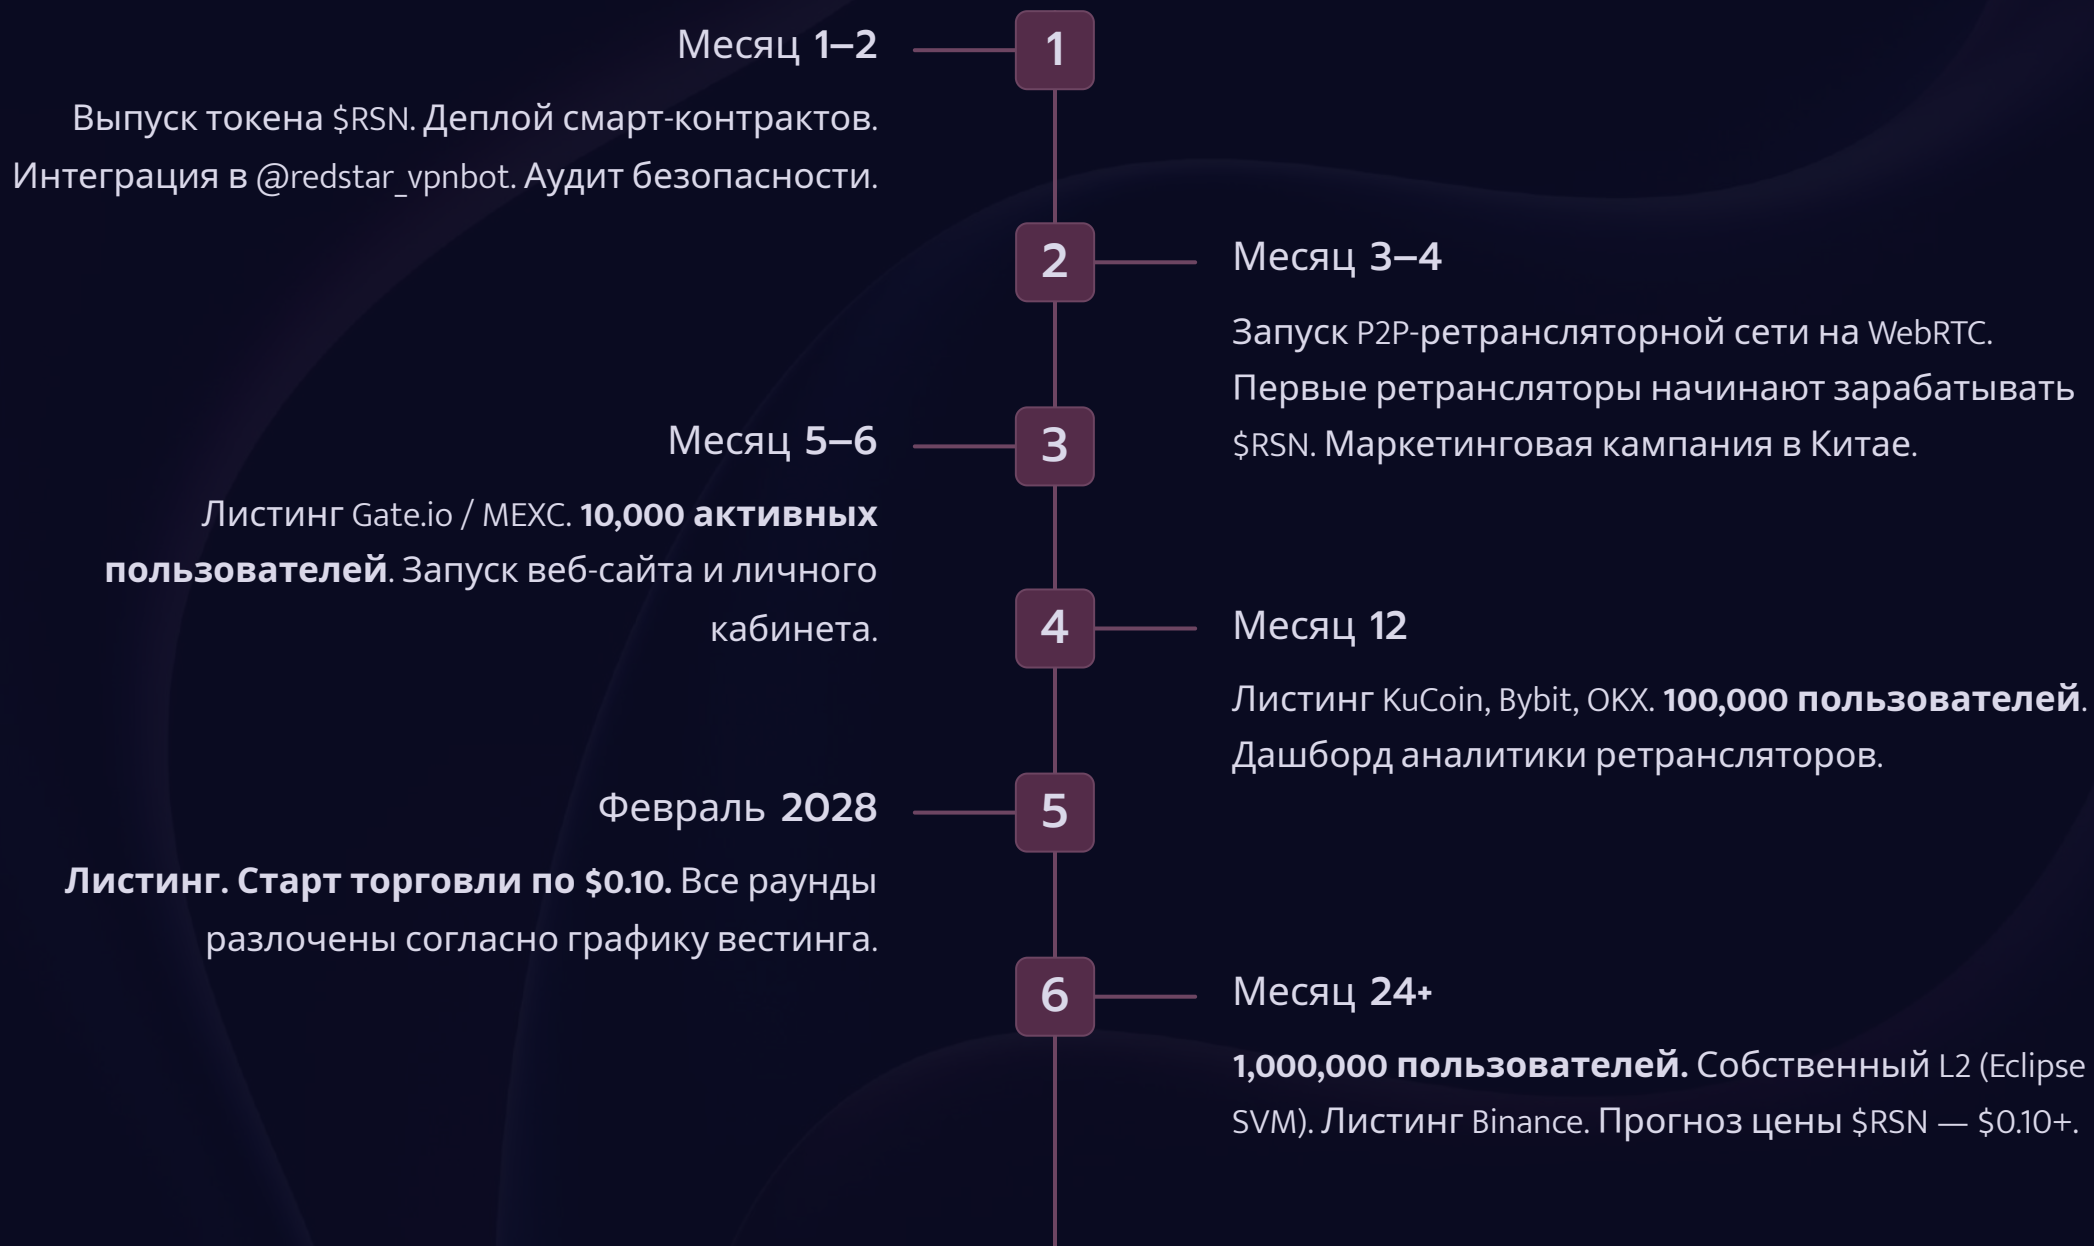 1
Месяц 1–2
Выпуск токена $RSN. Деплой смарт-контрактов.
Интеграция в @redstar_vpnbot. Аудит безопасности.
2
Месяц 3–4
Запуск P2P-ретрансляторной сети на WebRTC.
Первые ретрансляторы начинают зарабатывать
$RSN. Маркетинговая кампания в Китае.
3
Месяц 5–6
Листинг Gate.io / MEXC. 10,000 активных
пользователей. Запуск веб-сайта и личного
кабинета.
4
Месяц 12
Листинг KuCoin, Bybit, OKX. 100,000 пользователей.
Дашборд аналитики ретрансляторов.
5
Февраль 2028
Листинг. Старт торговли по $0.10. Все раунды
разлочены согласно графику вестинга.
6
Месяц 24+
1,000,000 пользователей. Собственный L2 (Eclipse
SVM). Листинг Binance. Прогноз цены $RSN — $0.10+.